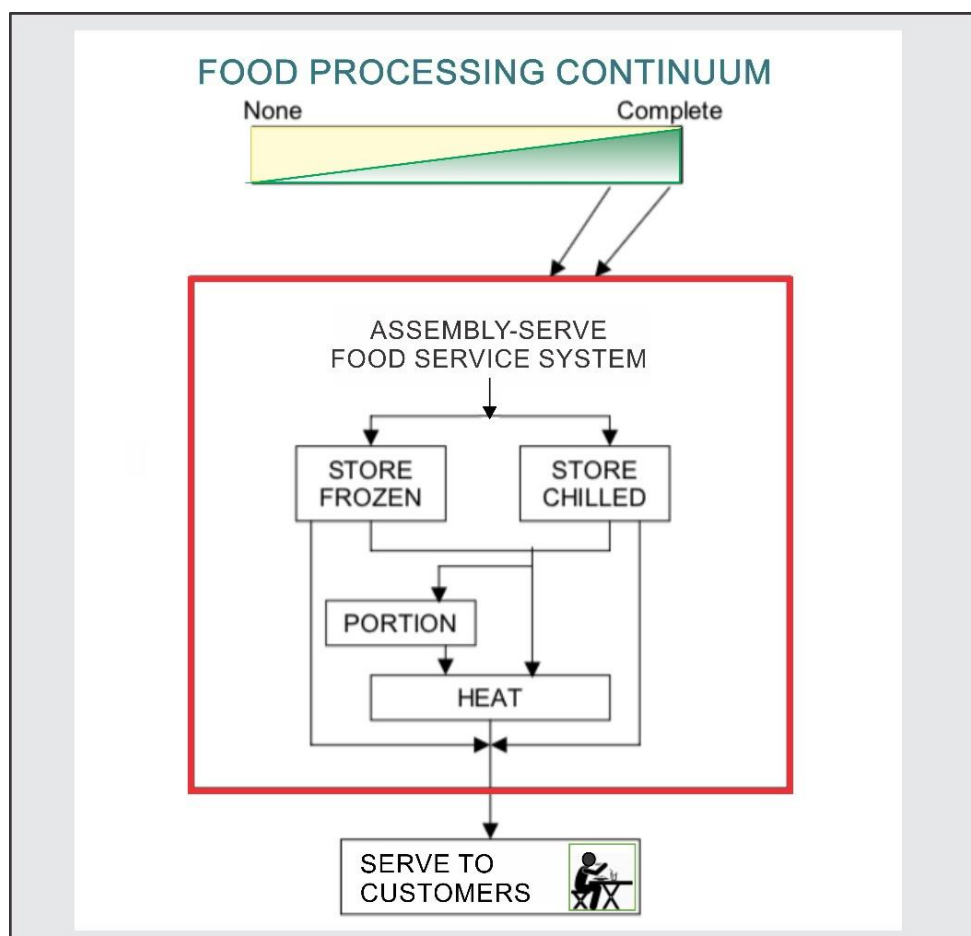 FOOD PROCESSING CONTINUUM
None
Complete
ASSEMBLY-SERVE
FOOD SERVICE SYSTEM
STORE
FROZEN
STORE
CHILLED
PORTION
HEAT
SERVE TO
CUSTOMERS